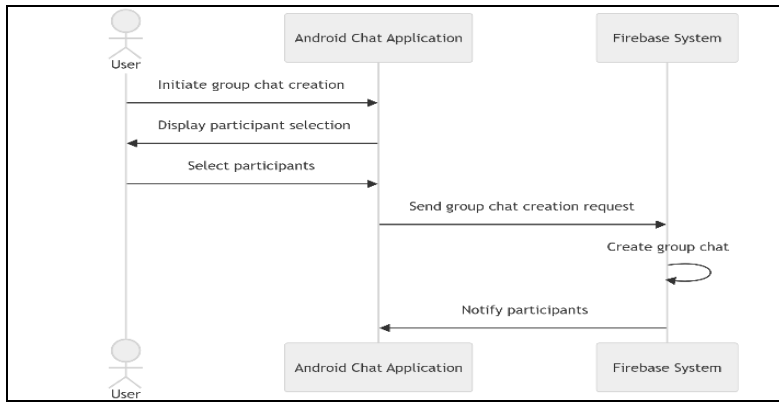 Android Chat Application
Firebase System
User
Initiate group chat creation
Display participant selection
Select participants
Send group chat creation request
Create group chat
Notify participants
Android Chat Application
Firebase System
User